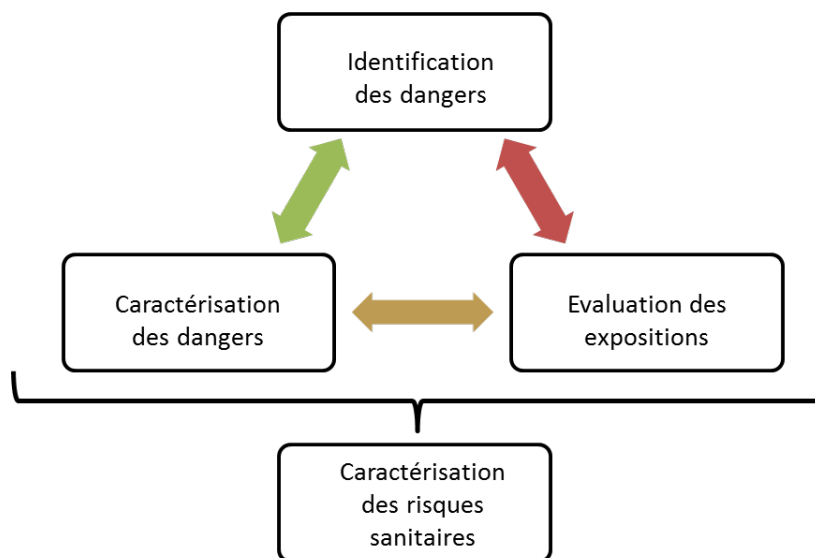 Identification
des dangers
Caractérisation
des dangers
Evaluation des
expositions
Caractérisation
des risques
sanitaires